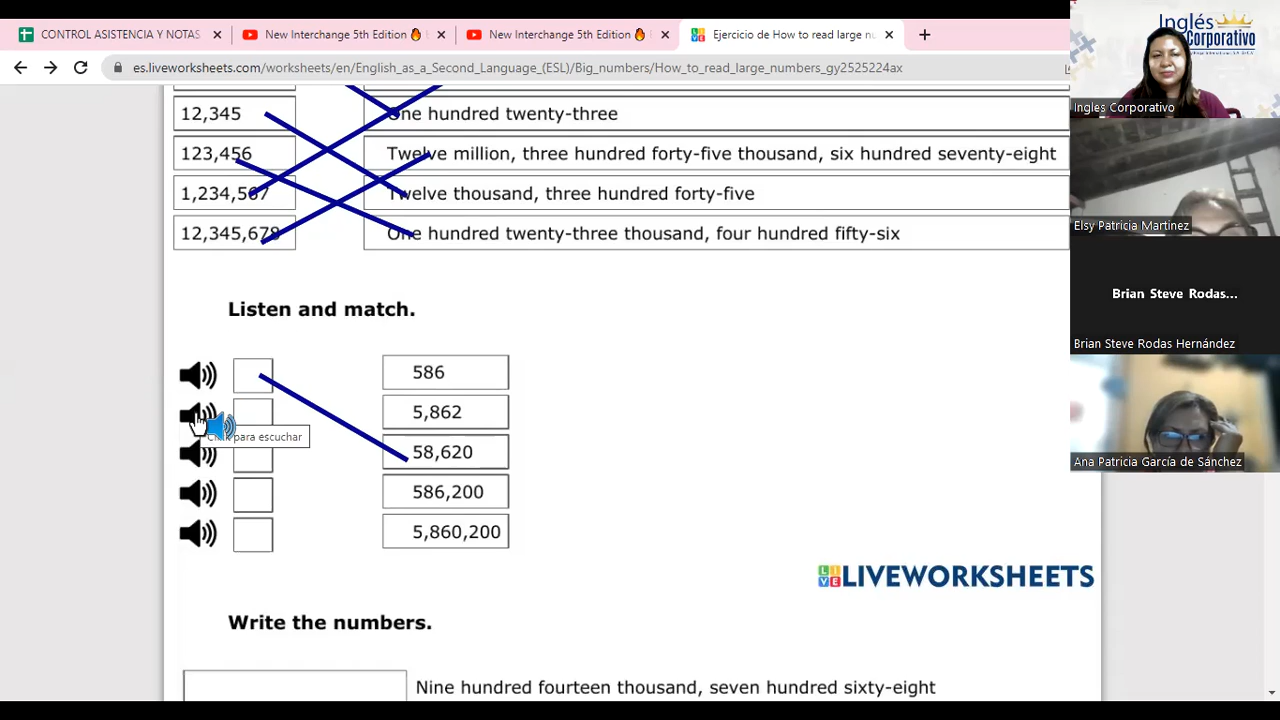 CONTROL ASISTENCIA Y NOTAS
New Interchange 5th Edition
New Interchange 5th Edition
Ejercicio de How to read large nu
es.liveworksheets.com/worksheets/en/English_as_a_Second_Language_(ESL)/Big_numbers/How_to_read_large_numbers_gy2525224ax
Inglés
Corporativo
Ingles Corporativo
12,345
One hundred twenty-three
123,456
Twelve million, three hundred forty-five thousand, six hundred seventy-eight
1,234,567
Twelve thousand, three hundred forty-five
12,345,678
One hundred twenty-three thousand, four hundred fifty-six
Elsy Patricia Martinez
Brian Steve Rodas...
Brian Steve Rodas Hernández
Listen and match.
586
5,862
Click para escuchar
58,620
586,200
5,860,200
Ana Patricia García de Sánchez
LIVE
LIVEWORKSHEETS
Write the numbers.
Nine hundred fourteen thousand, seven hundred sixty-eight